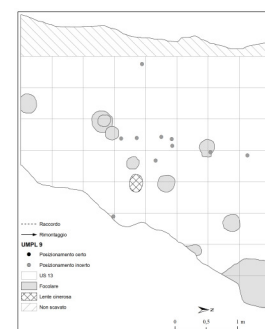 Raccordo
Rimontaggio
UMPL 9
Posizionamento certo
Posizionamento incerto
US 13
Focolare
Lente cinerosa
Non scavato
0 0,5 1 m